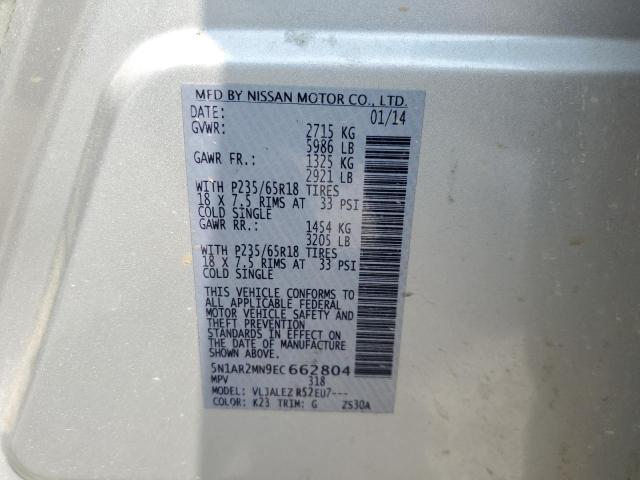 MFD BY NISSAN MOTOR CO., LTD.
DATE: 01/14
GVWR: 2715 KG
5986 LB
GAWR FR.: 1325 KG
2921 LB
WITH P235/65R18 TIRES
18 X 7.5 RIMS AT 33 PSI
COLD SINGLE
GAWR RR.: 1454 KG
3205 LB
WITH P235/65R18 TIRES
18 X 7.5 RIMS AT 33 PSI
COLD SINGLE
THIS VEHICLE CONFORMS TO
ALL APPLICABLE FEDERAL
MOTOR VEHICLE SAFETY AND
THEFT PREVENTION
STANDARDS IN EFFECT ON
THE DATE OF MANUFACTURE
SHOWN ABOVE.
5N1AR2MN9EC662804
MPV 318
MODEL: VLJALEZ R52EU7---
COLOR: K23 TRIM: G ZS30A